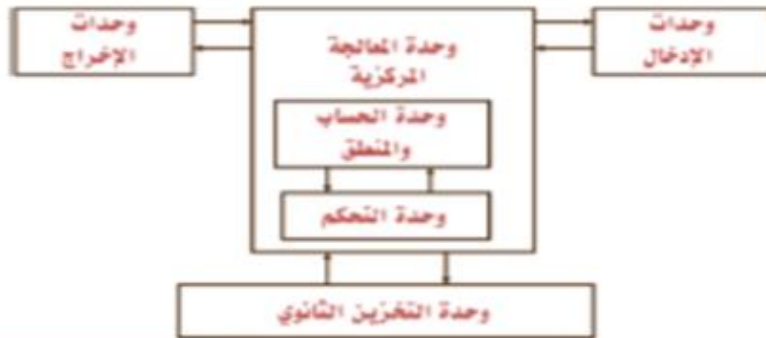 وحدات
الإدخال
وحدة المعالجة
المركزية
وحدات
الإخراج
وحدة الحساب
والمنطق
وحدة التحكم
وحدة التخزين الثانوي